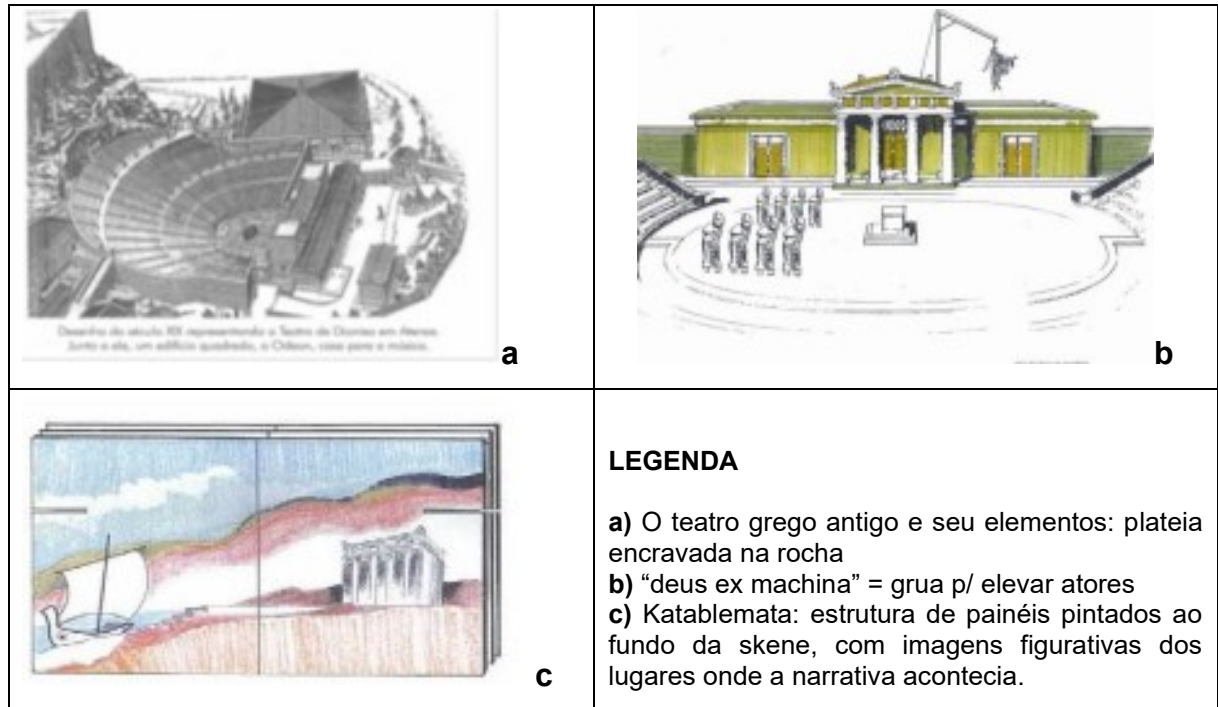 Desenho do século XIX representando o Teatro de Dioniso em Atenas.
Junto a ele, um edifício quadrado, o Odeon, casa para a música.
a
b
c
LEGENDA
a) O teatro grego antigo e seu elementos: plateia
encravada na rocha
b) “deus ex machina” = grua p/ elevar atores
c) Katablemata: estrutura de painéis pintados ao
fundo da skene, com imagens figurativas dos
lugares onde a narrativa acontecia.